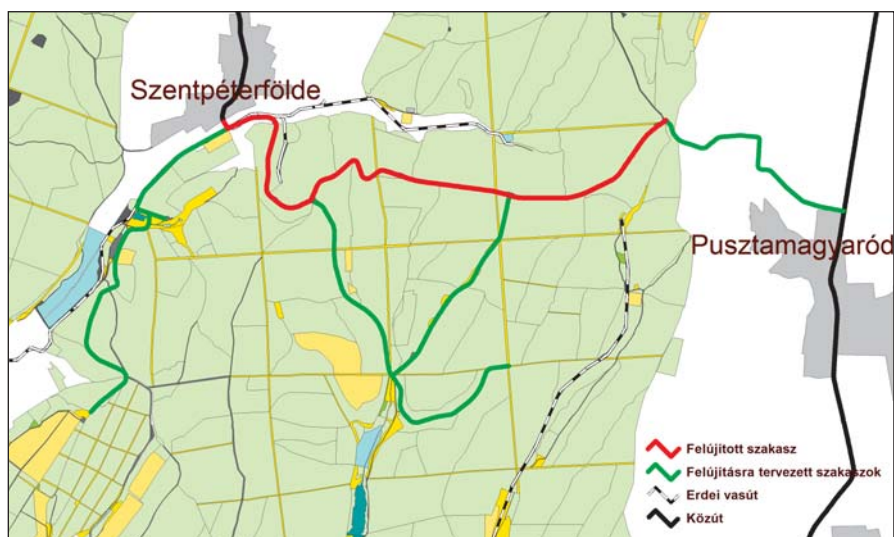 Szentpéterfölde
Pusztamagyaród
Felújított szakasz
Felújításra tervezett szakaszok
Erdei vasút
Közút